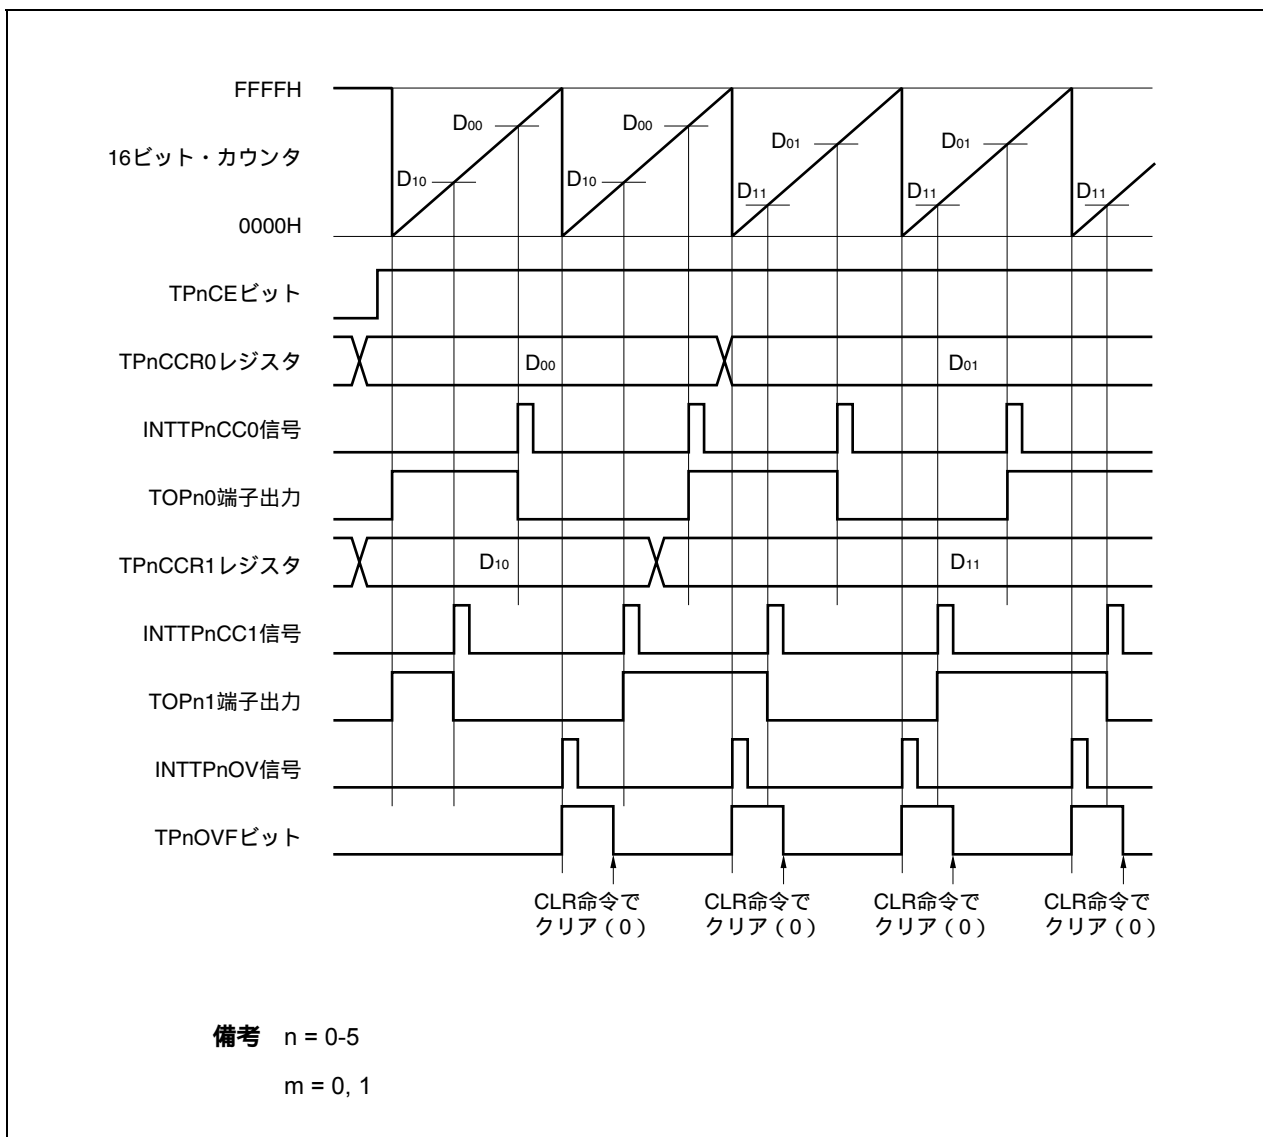 FFFFH
D00
D00
D01
D01
16ビット・カウンタ
D10
D10
D11
D11
D11
0000H
TPnCEビット
TPnCCR0レジスタ
D00
D01
INTTPnCC0信号
TOPn0端子出力
TPnCCR1レジスタ
D10
D11
INTTPnCC1信号
TOPn1端子出力
INTTPnOV信号
TPnOVFビット
CLR命令で
クリア(0)
CLR命令で
クリア(0)
CLR命令で
クリア(0)
CLR命令で
クリア(0)
備考 n = 0-5
m = 0, 1